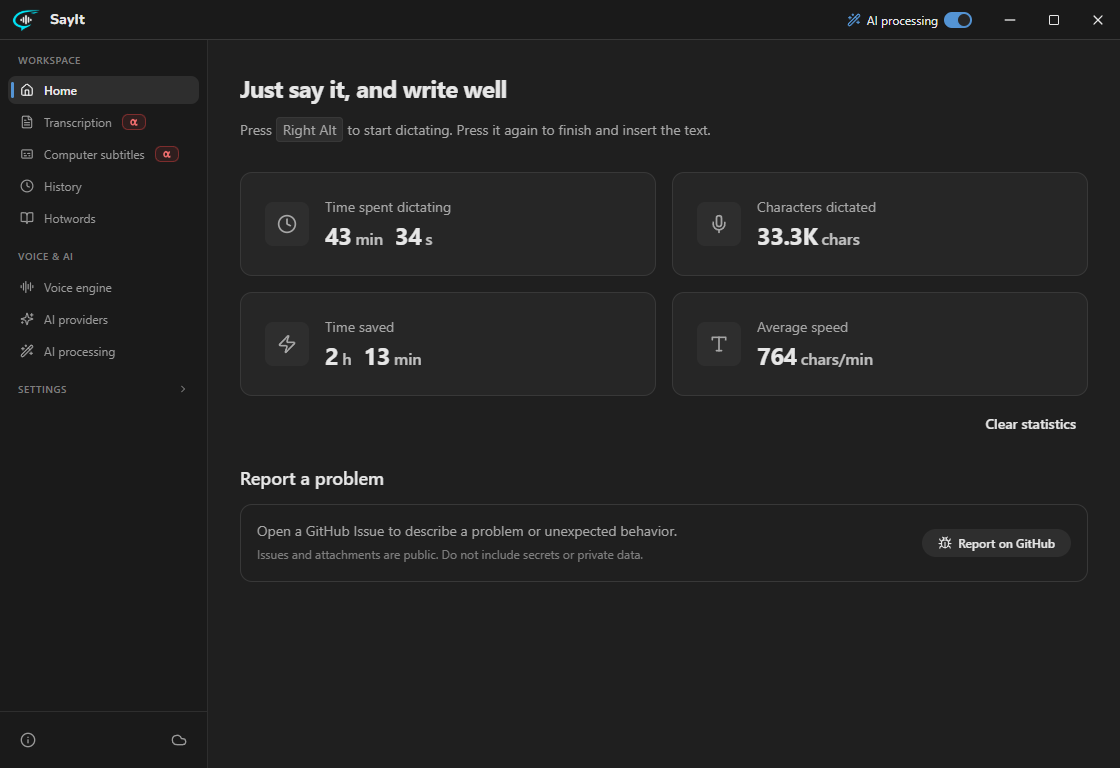 SayIt
AI processing
WORKSPACE
Home
Transcription α
Computer subtitles α
History
Hotwords
VOICE & AI
Voice engine
AI providers
AI processing
SETTINGS
Just say it, and write well
Press Right Alt to start dictating. Press it again to finish and insert the text.
Time spent dictating
43 min 34 s
Characters dictated
33.3K chars
Time saved
2 h 13 min
Average speed
764 chars/min
Clear statistics
Report a problem
Open a GitHub Issue to describe a problem or unexpected behavior.
Issues and attachments are public. Do not include secrets or private data.
Report on GitHub